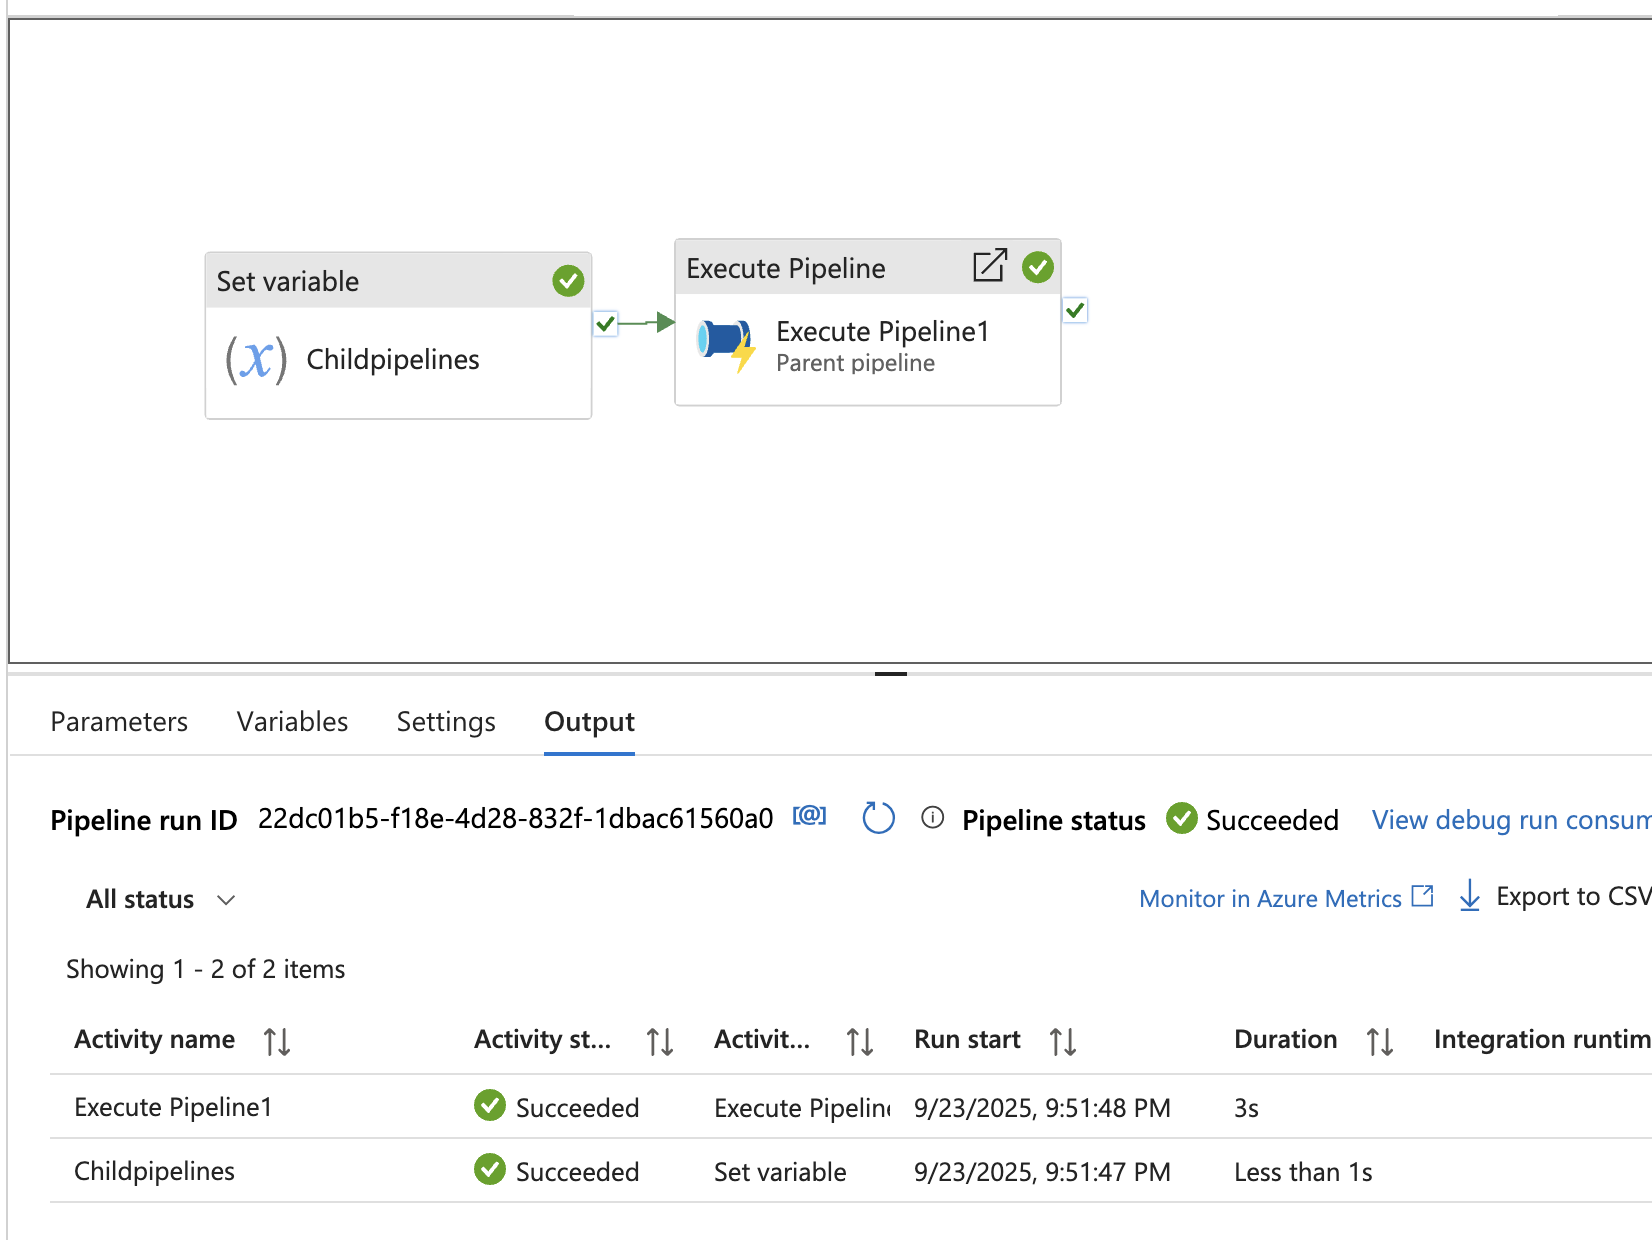 Set variable
(x) Childpipelines
Execute Pipeline
Execute Pipeline1
Parent pipeline
Parameters Variables Settings Output
Pipeline run ID 22dc01b5-f18e-4d28-832f-1dbac61560a0 [@] Pipeline status Succeeded View debug run consum
All status
Monitor in Azure Metrics Export to CSV
Showing 1 - 2 of 2 items
Activity name Activity st... Activit... Run start Duration Integration runtim
Execute Pipeline1 Succeeded Execute Pipeline 9/23/2025, 9:51:48 PM 3s
Childpipelines Succeeded Set variable 9/23/2025, 9:51:47 PM Less than 1s